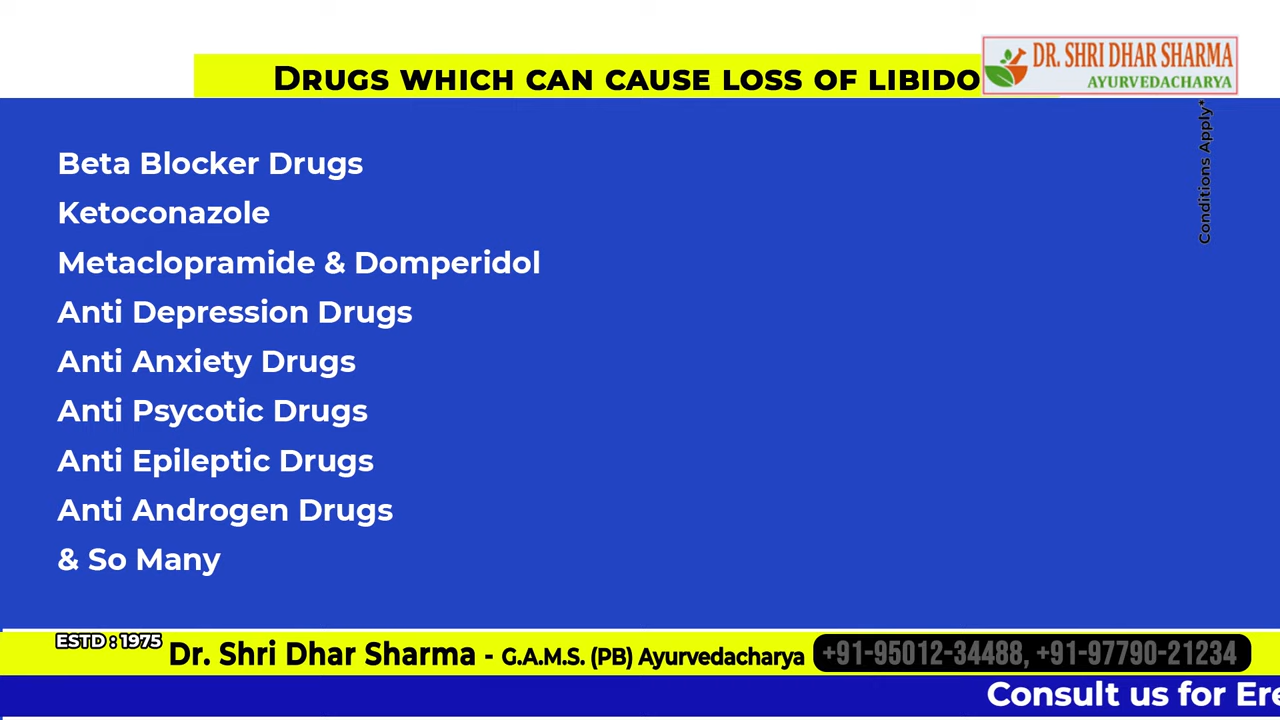 Drugs which can cause loss of libido
DR. SHRI DHAR SHARMA
AYURVEDACHARYA
Conditions Apply*
Beta Blocker Drugs
Ketoconazole
Metaclopramide & Domperidol
Anti Depression Drugs
Anti Anxiety Drugs
Anti Psycotic Drugs
Anti Epileptic Drugs
Anti Androgen Drugs
& So Many
ESTD : 1975
Dr. Shri Dhar Sharma - G.A.M.S. (PB) Ayurvedacharya
+91-95012-34488, +91-97790-21234
Consult us for Ere